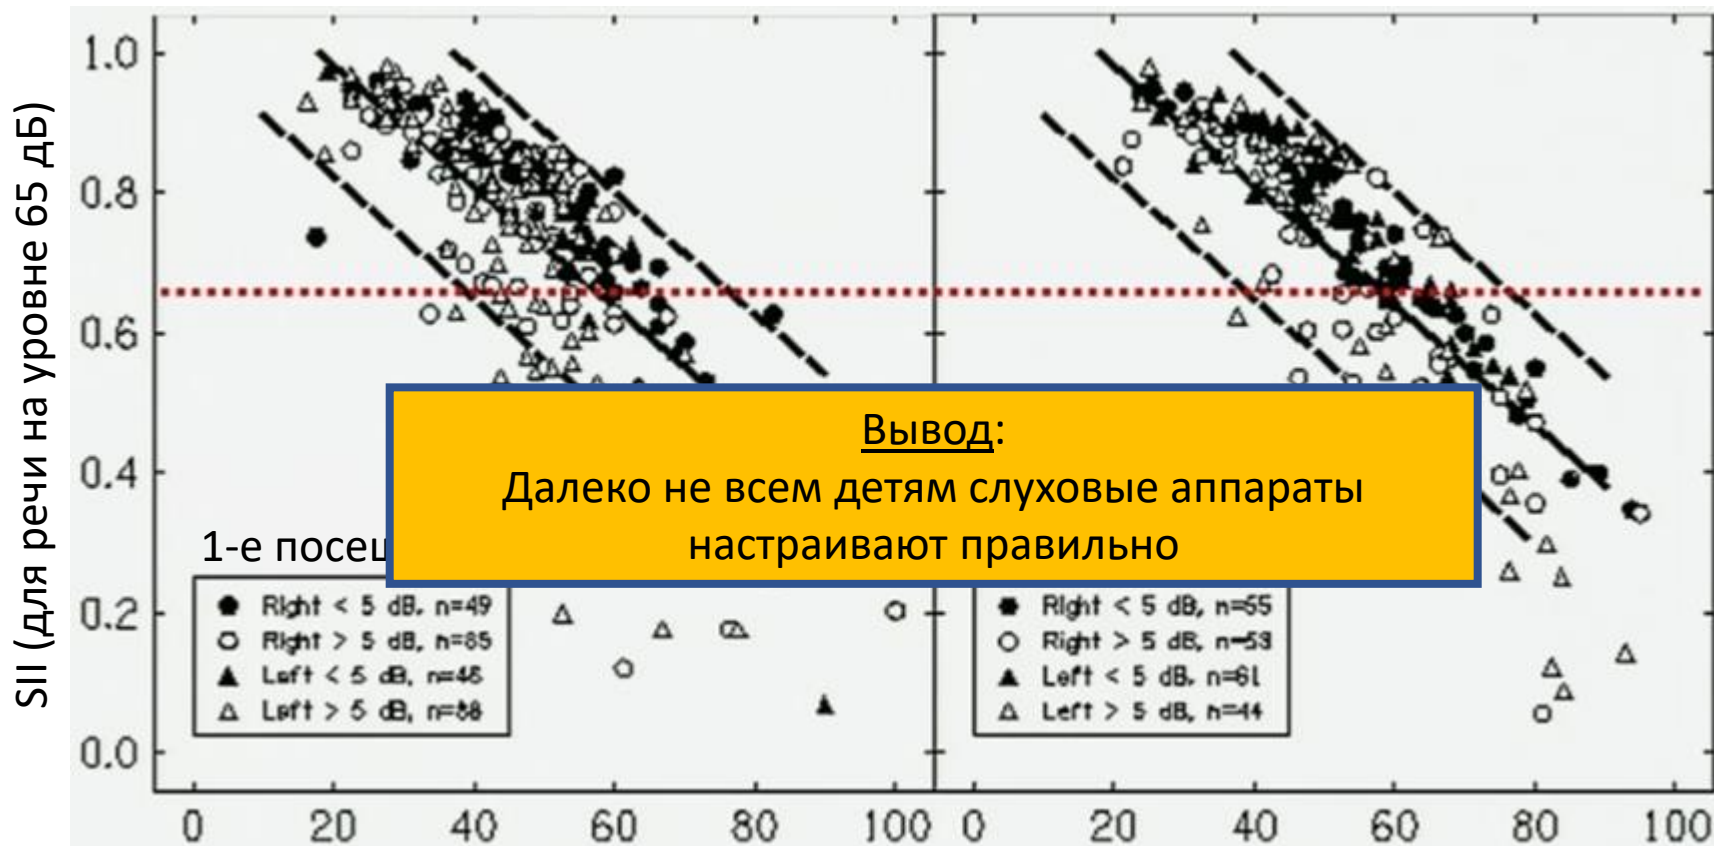 SII (для речи на уровне 65 дБ)
1.0
0.8
0.6
0.4
0.2
0.0
Вывод:
Далеко не всем детям слуховые аппараты
настраивают правильно
1-е посещ
Right < 5 dB, n=49
Right > 5 dB, n=85
Left < 5 dB, n=46
Left > 5 dB,
Right < 5 dB, n=55
Right > 5 dB, n=53
Left < 5 dB, n=61
Left > 5 dB, n=44
0 20 40 60 80 100
0 20 40 60 80 100